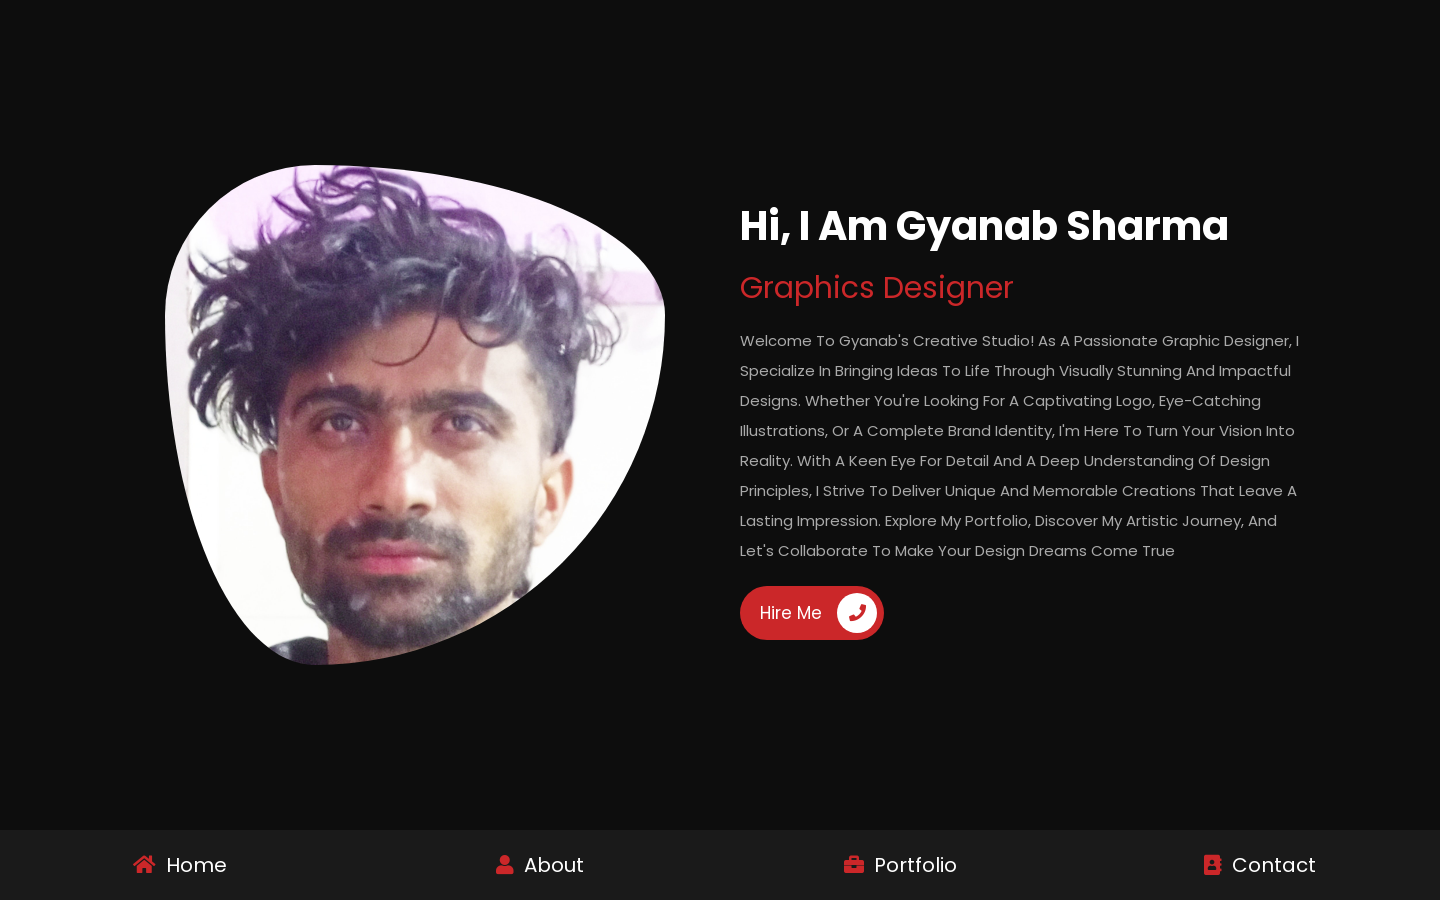 Hi, I Am Gyanab Sharma
Graphics Designer
Welcome To Gyanab's Creative Studio! As A Passionate Graphic Designer, I
Specialize In Bringing Ideas To Life Through Visually Stunning And Impactful
Designs. Whether You're Looking For A Captivating Logo, Eye-Catching
Illustrations, Or A Complete Brand Identity, I'm Here To Turn Your Vision Into
Reality. With A Keen Eye For Detail And A Deep Understanding Of Design
Principles, I Strive To Deliver Unique And Memorable Creations That Leave A
Lasting Impression. Explore My Portfolio, Discover My Artistic Journey, And
Let's Collaborate To Make Your Design Dreams Come True
Hire Me
Home
About
Portfolio
Contact